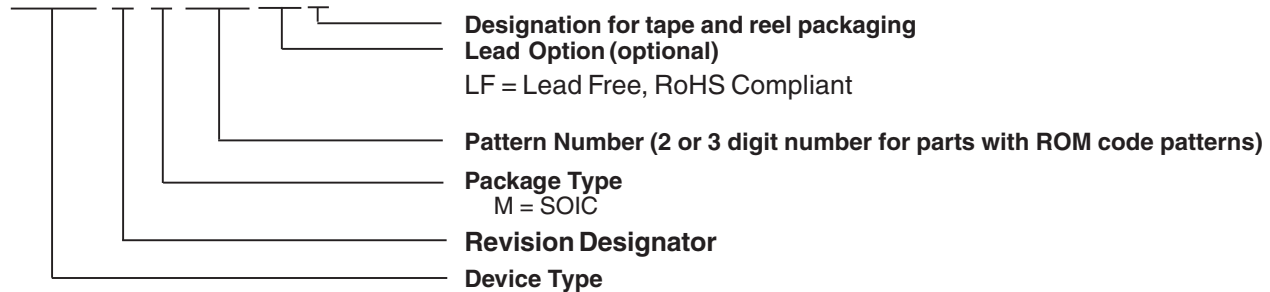 Designation for tape and reel packaging
Lead Option (optional)
LF = Lead Free, RoHS Compliant
Pattern Number (2 or 3 digit number for parts with ROM code patterns)
Package Type
M = SOIC
Revision Designator
Device Type